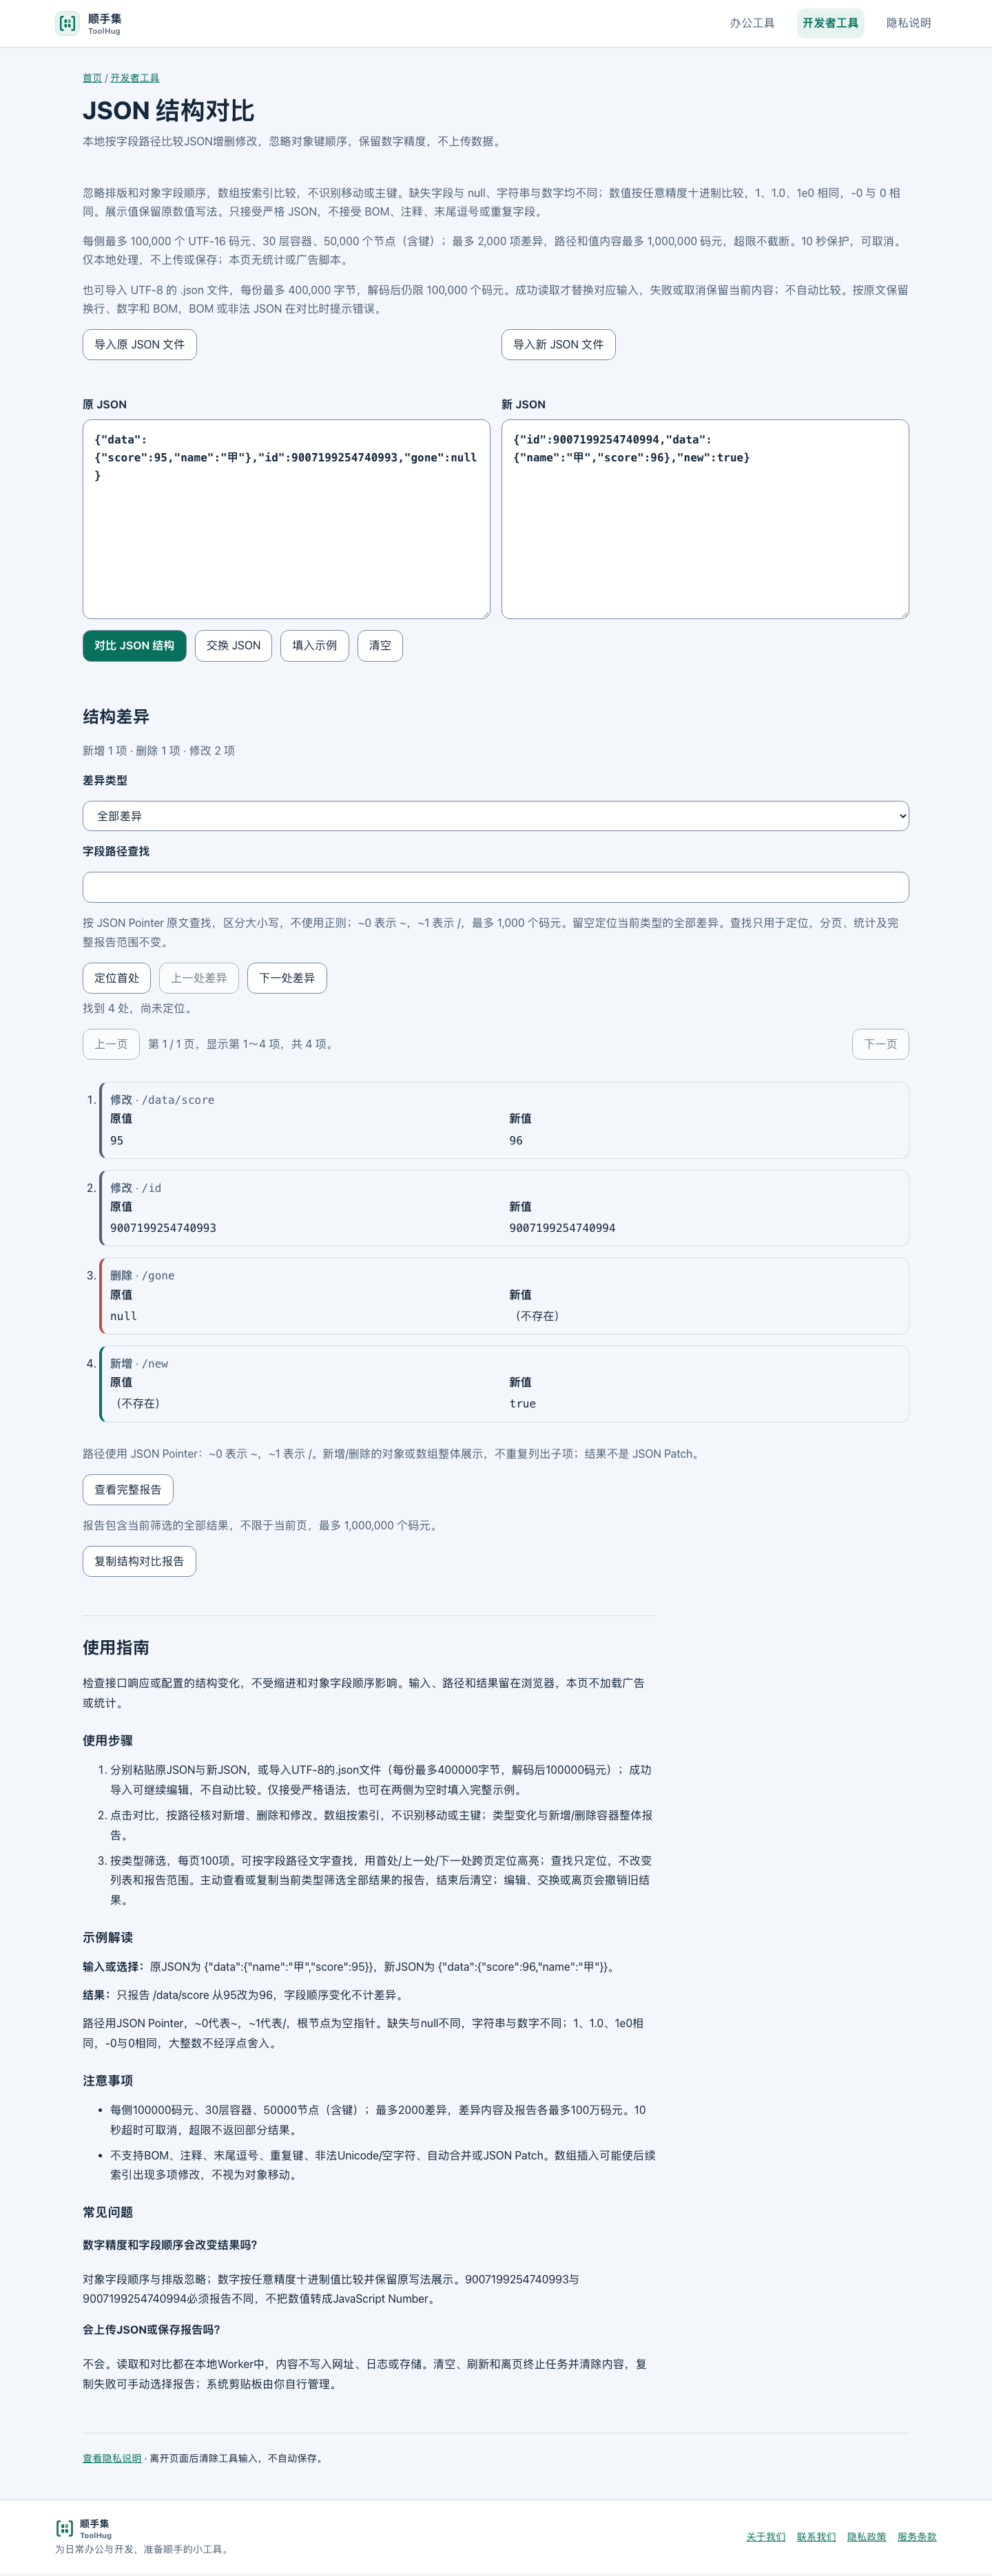 顺手集
ToolHug
办公工具
开发者工具
隐私说明
首页 / 开发者工具
JSON 结构对比
本地按字段路径比较JSON增删修改，忽略对象键顺序，保留数字精度，不上传数据。
忽略排版和对象字段顺序，数组按索引比较，不识别移动或主键。缺失字段与 null、字符串与数字均不同；数值按任意精度十进制比较，1、1.0、1e0 相同，-0 与 0 相
同。展示值保留原数值写法。只接受严格 JSON，不接受 BOM、注释、末尾逗号或重复字段。
每侧最多 100,000 个 UTF-16 码元、30 层容器、50,000 个节点（含键）；最多 2,000 项差异，路径和值内容最多 1,000,000 码元，超限不截断。10 秒保护，可取消。
仅本地处理，不上传或保存；本页无统计或广告脚本。
也可导入 UTF-8 的 .json 文件，每份最多 400,000 字节，解码后仍限 100,000 个码元。成功读取才替换对应输入，失败或取消保留当前内容；不自动比较。按原文保留
换行、数字和 BOM，BOM 或非法 JSON 在对比时提示错误。
导入原 JSON 文件
导入新 JSON 文件
原 JSON
新 JSON
{"data":
{"score":95,"name":"甲"},"id":9007199254740993,"gone":null
}
{"id":9007199254740994,"data":
{"name":"甲","score":96},"new":true}
对比 JSON 结构
交换 JSON
填入示例
清空
结构差异
新增 1 项 · 删除 1 项 · 修改 2 项
差异类型
全部差异
字段路径查找
按 JSON Pointer 原文查找，区分大小写，不使用正则；~0 表示 ~，~1 表示 /，最多 1,000 个码元。留空定位当前类型的全部差异。查找只用于定位，分页、统计及完
整报告范围不变。
定位首处
上一处差异
下一处差异
找到 4 处，尚未定位。
上一页
第 1 / 1 页，显示第 1～4 项，共 4 项。
下一页
1. 修改 · /data/score
原值
新值
95
96
2. 修改 · /id
原值
新值
9007199254740993
9007199254740994
3. 删除 · /gone
原值
新值
null
（不存在）
4. 新增 · /new
原值
新值
（不存在）
true
路径使用 JSON Pointer：~0 表示 ~，~1 表示 /。新增/删除的对象或数组整体展示，不重复列出子项；结果不是 JSON Patch。
查看完整报告
报告包含当前筛选的全部结果，不限于当前页，最多 1,000,000 个码元。
复制结构对比报告
使用指南
检查接口响应或配置的结构变化，不受缩进和对象字段顺序影响。输入、路径和结果留在浏览器，本页不加载广告
或统计。
使用步骤
1. 分别粘贴原JSON与新JSON，或导入UTF-8的.json文件（每份最多400000字节，解码后100000码元）；成功
导入可继续编辑，不自动比较。仅接受严格语法，也可在两侧为空时填入完整示例。
2. 点击对比，按路径核对新增、删除和修改。数组按索引，不识别移动或主键；类型变化与新增/删除容器整体报
告。
3. 按类型筛选，每页100项。可按字段路径文字查找，用首处/上一处/下一处跨页定位高亮；查找只定位，不改变
列表和报告范围。主动查看或复制当前类型筛选全部结果的报告，结束后清空；编辑、交换或离页会撤销旧结
果。
示例解读
输入或选择：原JSON为 {"data":{"name":"甲","score":95}}，新JSON为 {"data":{"score":96,"name":"甲"}}。
结果：只报告 /data/score 从95改为96，字段顺序变化不计差异。
路径用JSON Pointer，~0代表~，~1代表/，根节点为空指针。缺失与null不同，字符串与数字不同；1、1.0、1e0相
同，-0与0相同，大整数不经浮点舍入。
注意事项
• 每侧100000码元、30层容器、50000节点（含键）；最多2000差异，差异内容及报告各最多100万码元。10
秒超时可取消，超限不返回部分结果。
• 不支持BOM、注释、末尾逗号、重复键、非法Unicode/空字符、自动合并或JSON Patch。数组插入可能使后续
索引出现多项修改，不视为对象移动。
常见问题
数字精度和字段顺序会改变结果吗？
对象字段顺序与排版忽略；数字按任意精度十进制值比较并保留原写法展示。9007199254740993与
9007199254740994必须报告不同，不把数值转成JavaScript Number。
会上传JSON或保存报告吗？
不会。读取和对比都在本地Worker中，内容不写入网址、日志或存储。清空、刷新和离页终止任务并清除内容，复
制失败可手动选择报告；系统剪贴板由你自行管理。
查看隐私说明 · 离开页面后清除工具输入，不自动保存。
顺手集
ToolHug
为日常办公与开发，准备顺手的小工具。
关于我们
联系我们
隐私政策
服务条款